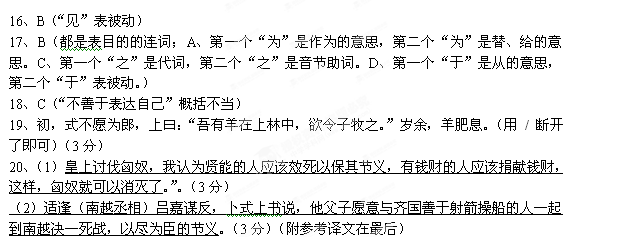 16、B（“见”表被动）
17、B（都是表目的的连词；A、第一个“为”是作为的意思，第二个“为”是替、给的意
思。C、第一个“之”是代词，第二个“之”是音节助词。D、第一个“于”是从的意思，
第二个“于”表被动。）
18、C（“不善于表达自己”概括不当）
19、初，式不愿为郎，上曰：“吾有羊在上林中，欲令子牧之。”岁余，羊肥息。（用 / 断开
了即可）（3 分）
20、（1）皇上讨伐匈奴，我认为贤能的人应该效死以保其节义，有钱财的人应该捐献钱财，
这样，匈奴就可以消灭了。”。（3 分）
（2）适逢（南越丞相）吕嘉谋反，卜式上书说，他父子愿意与齐国善于射箭操船的人一起
到南越决一死战，以尽为臣的节义。（3 分）（附参考译文在最后）